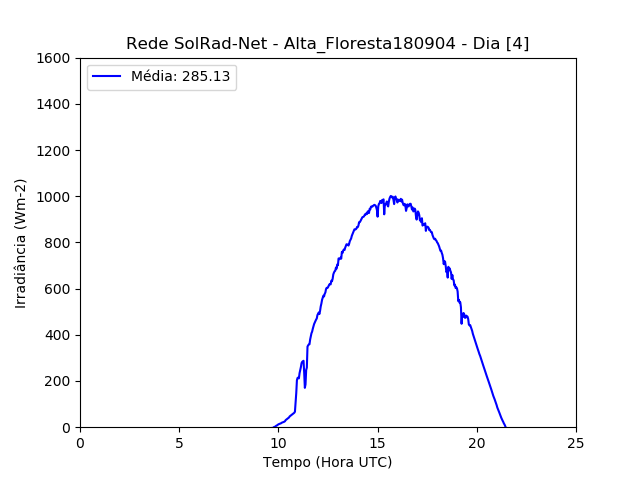 Rede SolRad-Net - Alta_Floresta180904 - Dia [4]
Média: 285.13
Irradiância (Wm-2)
1600
1400
1200
1000
800
600
400
200
0
0 5 10 15 20 25
Tempo (Hora UTC)